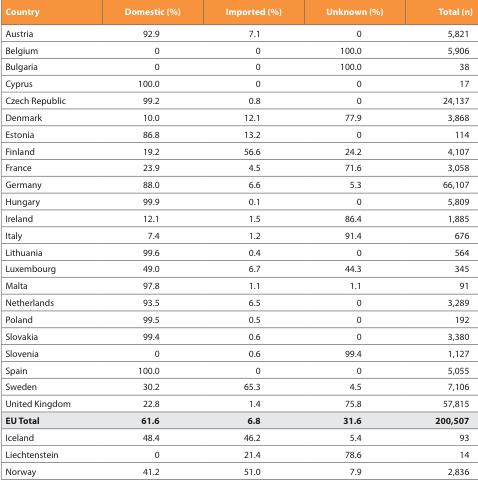 Country Domestic (%) Imported (%) Unknown (%) Total (n)
Austria 92.9 7.1 0 5,821
Belgium 0 0 100.0 5,906
Bulgaria 0 0 100.0 38
Cyprus 100.0 0 0 17
Czech Republic 99.2 0.8 0 24,137
Denmark 10.0 12.1 77.9 3,868
Estonia 86.8 13.2 0 114
Finland 19.2 56.6 24.2 4,107
France 23.9 4.5 71.6 3,058
Germany 88.0 6.6 5.3 66,107
Hungary 99.9 0.1 0 5,809
Ireland 12.1 1.5 86.4 1,885
Italy 7.4 1.2 91.4 676
Lithuania 99.6 0.4 0 564
Luxembourg 49.0 6.7 44.3 345
Malta 97.8 1.1 1.1 91
Netherlands 93.5 6.5 0 3,289
Poland 99.5 0.5 0 192
Slovakia 99.4 0.6 0 3,380
Slovenia 0 0.6 99.4 1,127
Spain 100.0 0 0 5,055
Sweden 30.2 65.3 4.5 7,106
United Kingdom 22.8 1.4 75.8 57,815
EU Total 61.6 6.8 31.6 200,507
Iceland 48.4 46.2 5.4 93
Liechtenstein 0 21.4 78.6 14
Norway 41.2 51.0 7.9 2,836